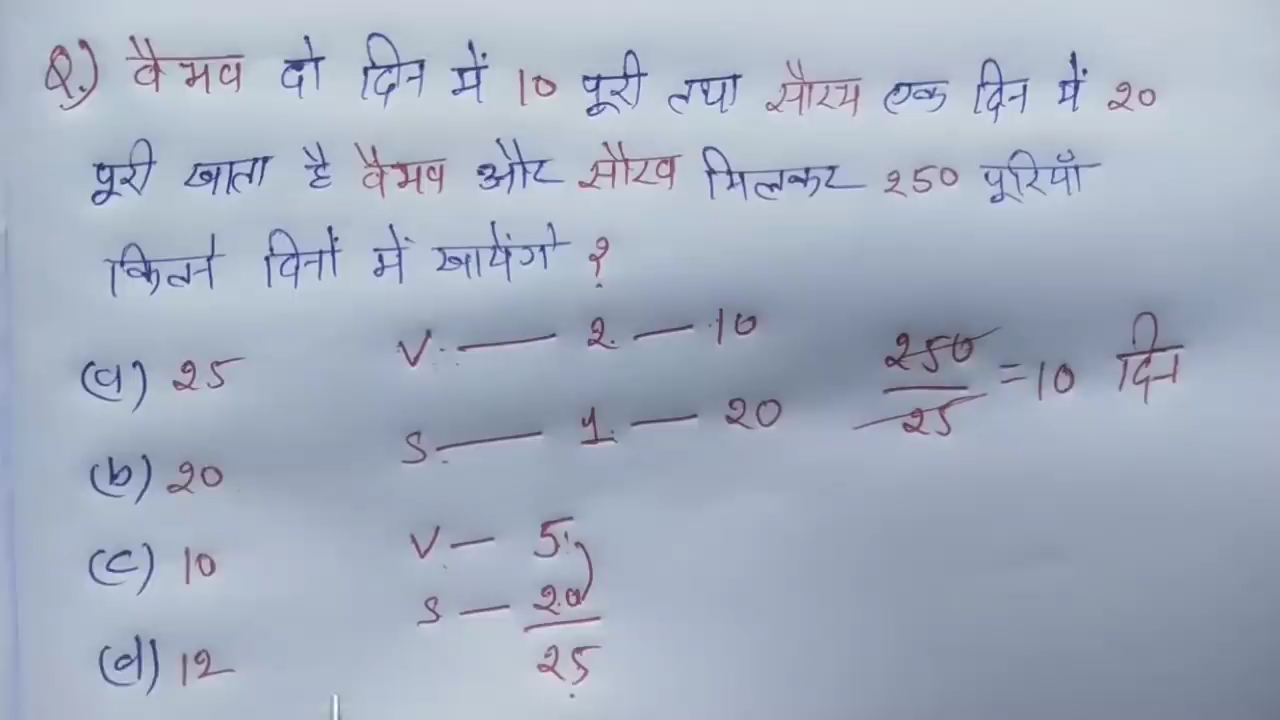 Q.) वैभव दो दिन में 10 पूरी तथा सौरभ एक दिन में 20
पूरी खाता है वैभव और सौरव मिलकर 250 पूरियाँ
कितने दिनों में खायेंगे ?
(a) 25
(b) 20
(c) 10
(d) 12
V. — 2. — 10
S. — 1. — 20
V — 5
S — 20
25
250
25
= 10 दिन